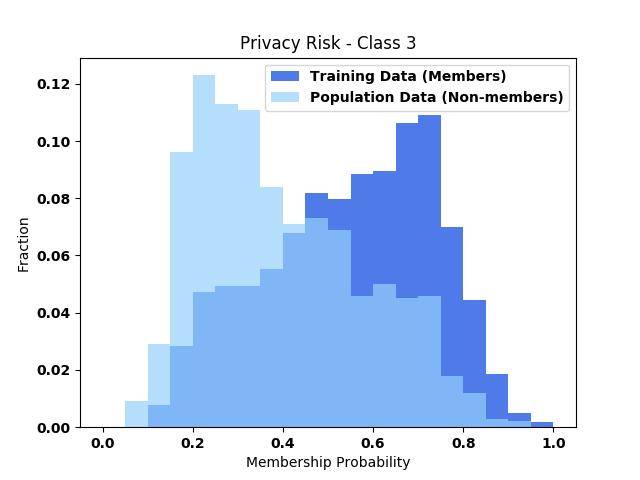 Privacy Risk - Class 3
Training Data (Members)
Population Data (Non-members)
0.12
0.10
0.08
0.06
0.04
0.02
0.00
Fraction
0.0 0.2 0.4 0.6 0.8 1.0
Membership Probability